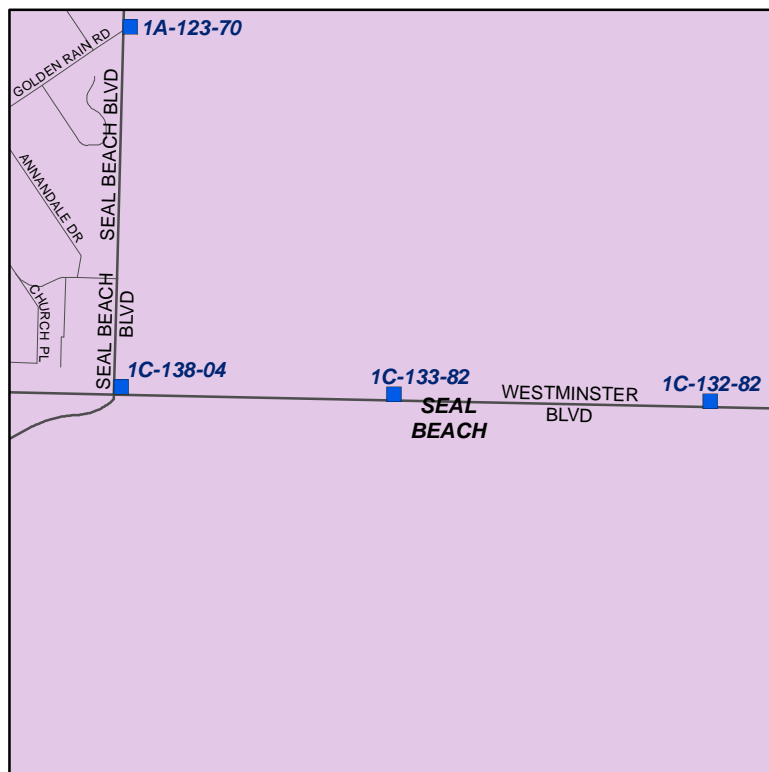 1A-123-70
GOLDEN RAIN RD
SEAL BEACH BLVD
ANNANDALE DR
SEAL BEACH
BLVD
CHURCH PL
1C-138-04
1C-133-82
1C-132-82
WESTMINSTER
BLVD
SEAL
BEACH